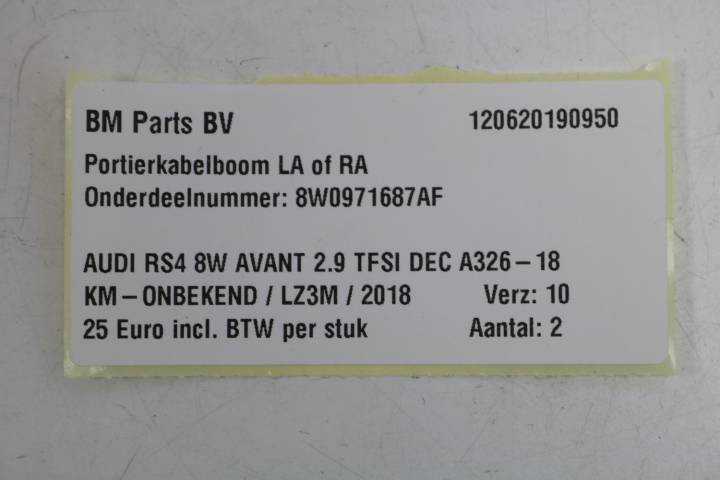 BM Parts BV 120620190950
Portierkabelboom LA of RA
Onderdeelnummer: 8W0971687AF
AUDI RS4 8W AVANT 2.9 TFSI DEC A326-18
KM-ONBEKEND / LZ3M / 2018 Verz: 10
25 Euro incl. BTW per stuk Aantal: 2